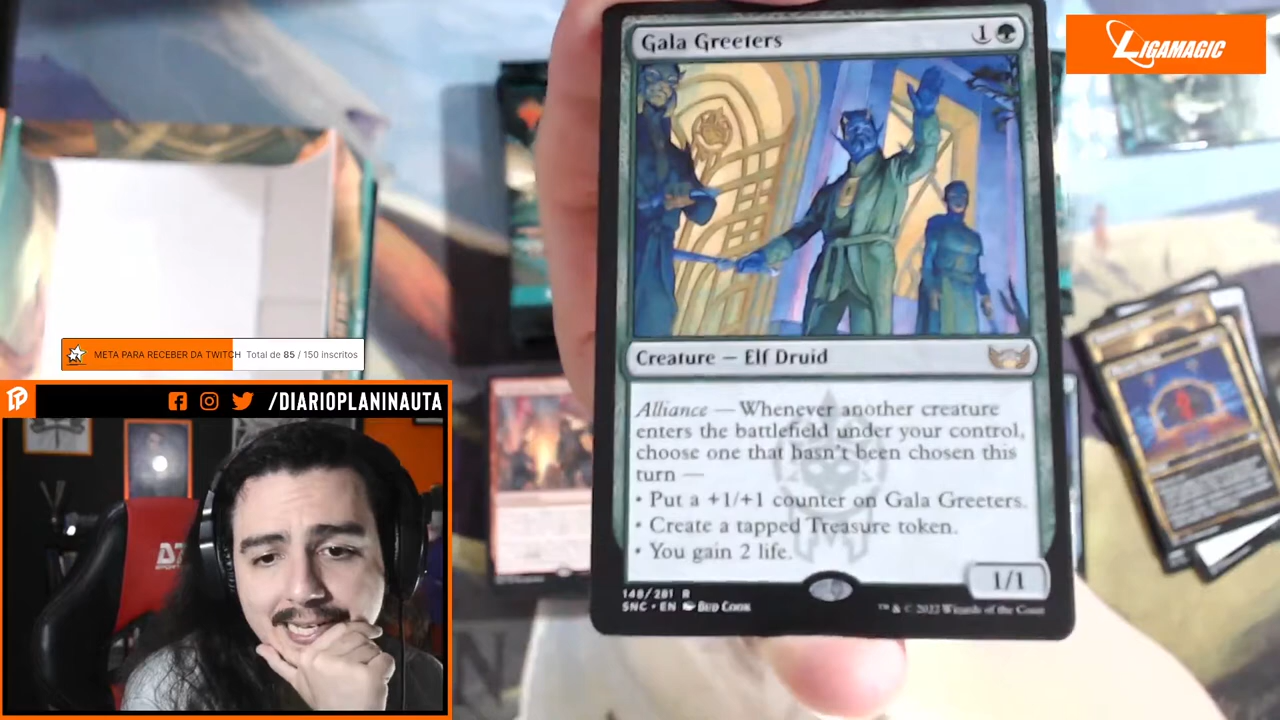 Gala Greeters
1
LIGAMAGIC
Creature — Elf Druid
Alliance — Whenever another creature
enters the battlefield under your control,
choose one that hasn't been chosen this
turn —
• Put a +1/+1 counter on Gala Greeters.
• Create a tapped Treasure token.
• You gain 2 life.
1/1
148/281 R
SNC • EN Bud Cook
™ & © 2022 Wizards of the Coast
META PARA RECEBER DA TWITCH Total de 85 / 150 inscritos
/DIARIOPLANINAUTA